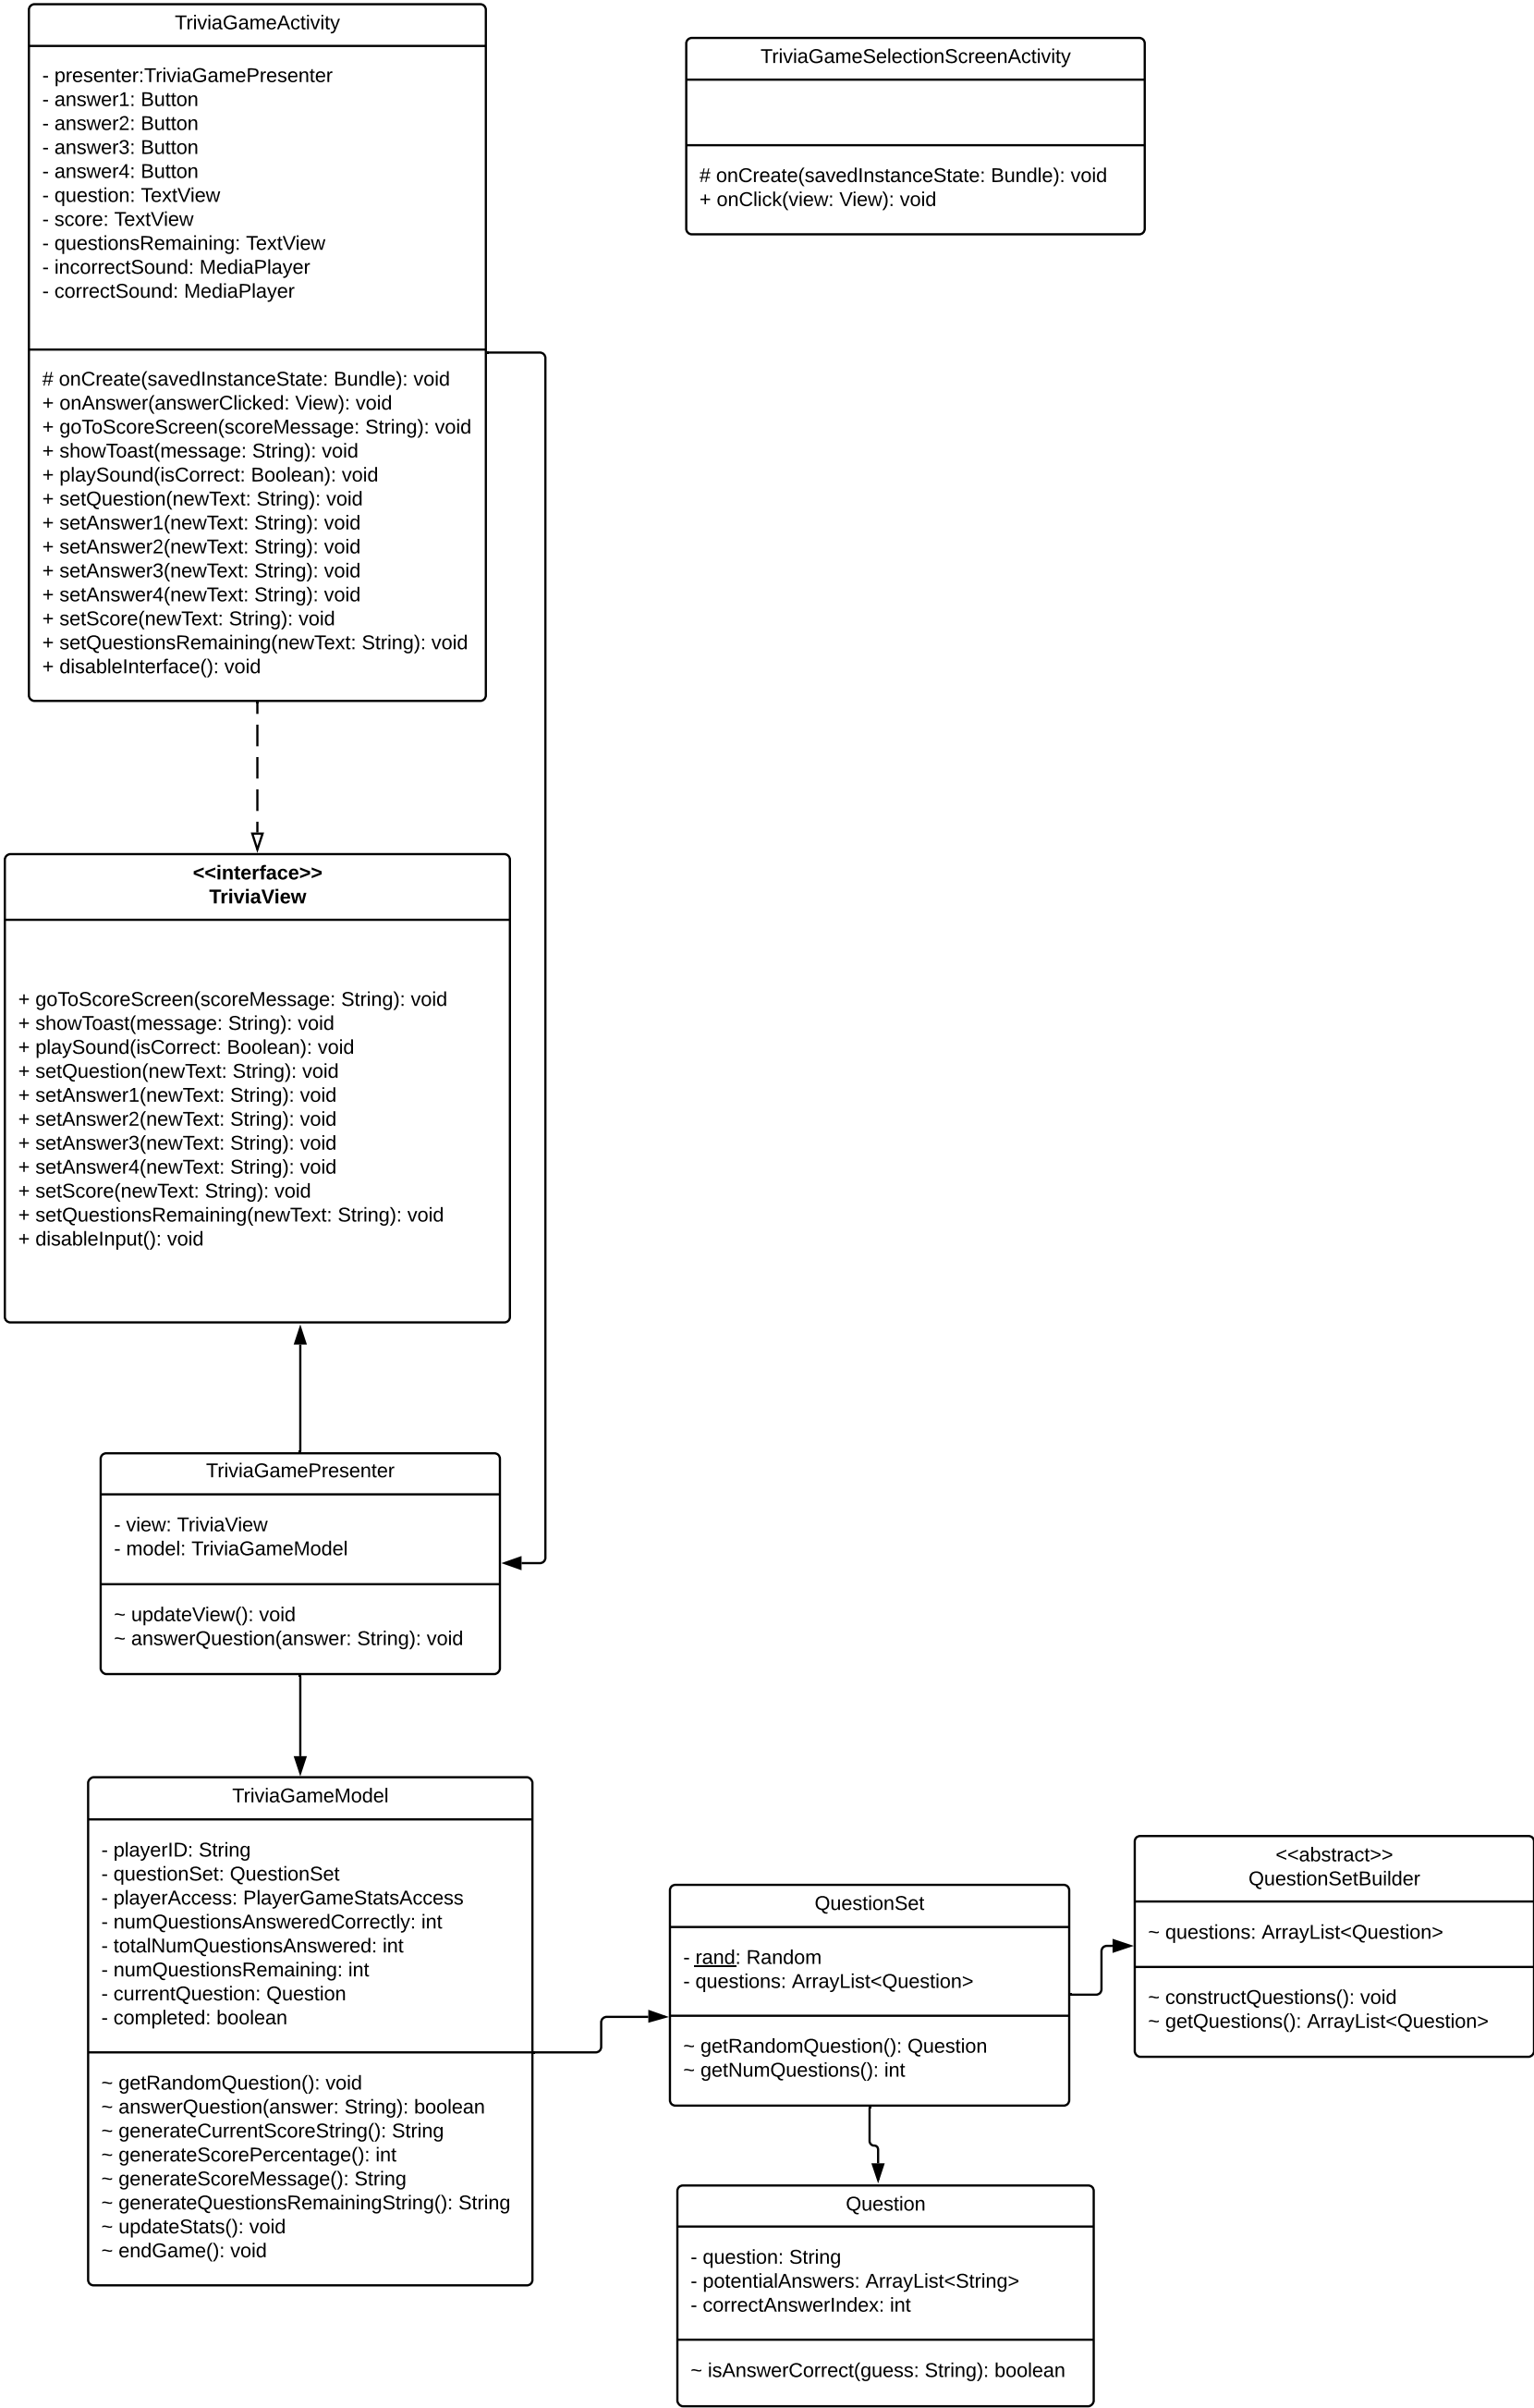 TriviaGameActivity
- presenter:TriviaGamePresenter
- answer1: Button
- answer2: Button
- answer3: Button
- answer4: Button
- question: TextView
- score: TextView
- questionsRemaining: TextView
- incorrectSound: MediaPlayer
- correctSound: MediaPlayer
# onCreate(savedInstanceState: Bundle): void
+ onAnswer(answerClicked: View): void
+ goToScoreScreen(scoreMessage: String): void
+ showToast(message: String): void
+ playSound(isCorrect: Boolean): void
+ setQuestion(newText: String): void
+ setAnswer1(newText: String): void
+ setAnswer2(newText: String): void
+ setAnswer3(newText: String): void
+ setAnswer4(newText: String): void
+ setScore(newText: String): void
+ setQuestionsRemaining(newText: String): void
+ disableInterface(): void
TriviaGameSelectionScreenActivity
# onCreate(savedInstanceState: Bundle): void
+ onClick(view: View): void
<<interface>>
TriviaView
+ goToScoreScreen(scoreMessage: String): void
+ showToast(message: String): void
+ playSound(isCorrect: Boolean): void
+ setQuestion(newText: String): void
+ setAnswer1(newText: String): void
+ setAnswer2(newText: String): void
+ setAnswer3(newText: String): void
+ setAnswer4(newText: String): void
+ setScore(newText: String): void
+ setQuestionsRemaining(newText: String): void
+ disableInput(): void
TriviaGamePresenter
- view: TriviaView
- model: TriviaGameModel
~ updateView(): void
~ answerQuestion(answer: String): void
TriviaGameModel
- playerID: String
- questionSet: QuestionSet
- playerAccess: PlayerGameStatsAccess
- numQuestionsAnsweredCorrectly: int
- totalNumQuestionsAnswered: int
- numQuestionsRemaining: int
- currentQuestion: Question
- completed: boolean
~ getRandomQuestion(): void
~ answerQuestion(answer: String): boolean
~ generateCurrentScoreString(): String
~ generateScorePercentage(): int
~ generateScoreMessage(): String
~ generateQuestionsRemainingString(): String
~ updateStats(): void
~ endGame(): void
QuestionSet
- rand: Random
- questions: ArrayList<Question>
~ getRandomQuestion(): Question
~ getNumQuestions(): int
<<abstract>>
QuestionSetBuilder
~ questions: ArrayList<Question>
~ constructQuestions(): void
~ getQuestions(): ArrayList<Question>
Question
- question: String
- potentialAnswers: ArrayList<String>
- correctAnswerIndex: int
~ isAnswerCorrect(guess: String): boolean